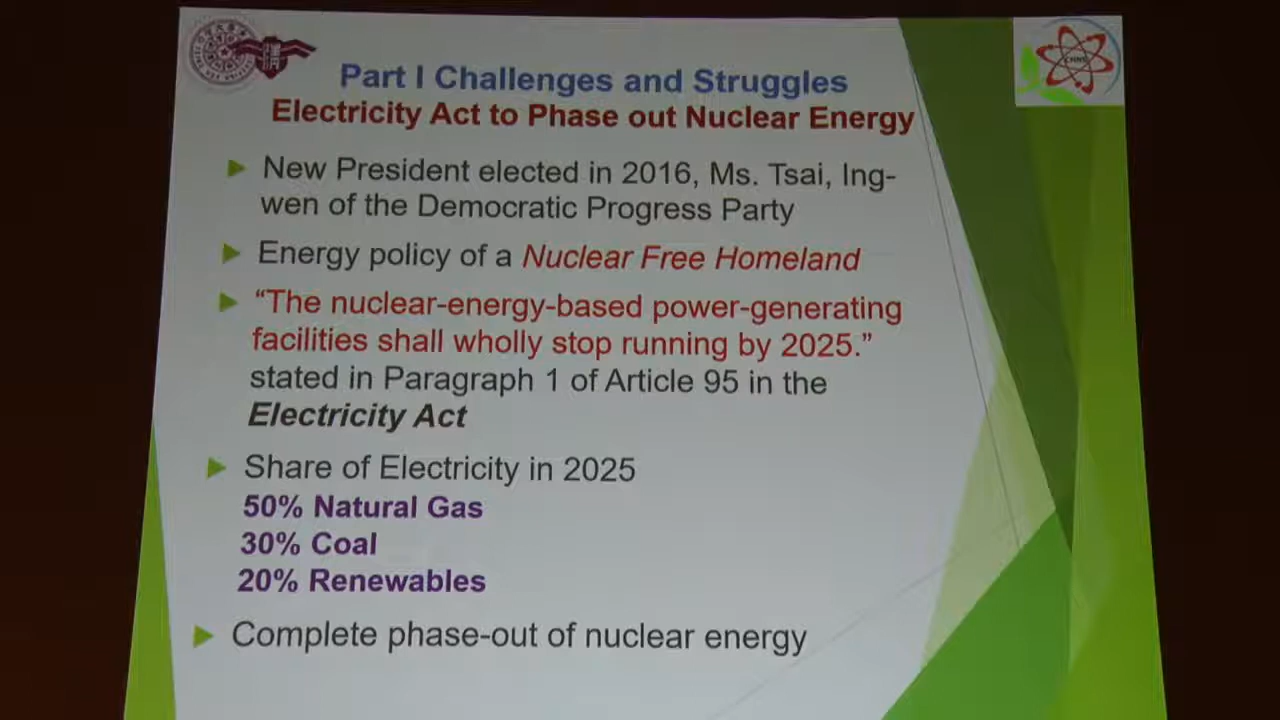 Part I Challenges and Struggles
Electricity Act to Phase out Nuclear Energy
New President elected in 2016, Ms. Tsai, Ing-
wen of the Democratic Progress Party
Energy policy of a Nuclear Free Homeland
“The nuclear-energy-based power-generating
facilities shall wholly stop running by 2025.”
stated in Paragraph 1 of Article 95 in the
Electricity Act
Share of Electricity in 2025
50% Natural Gas
30% Coal
20% Renewables
Complete phase-out of nuclear energy